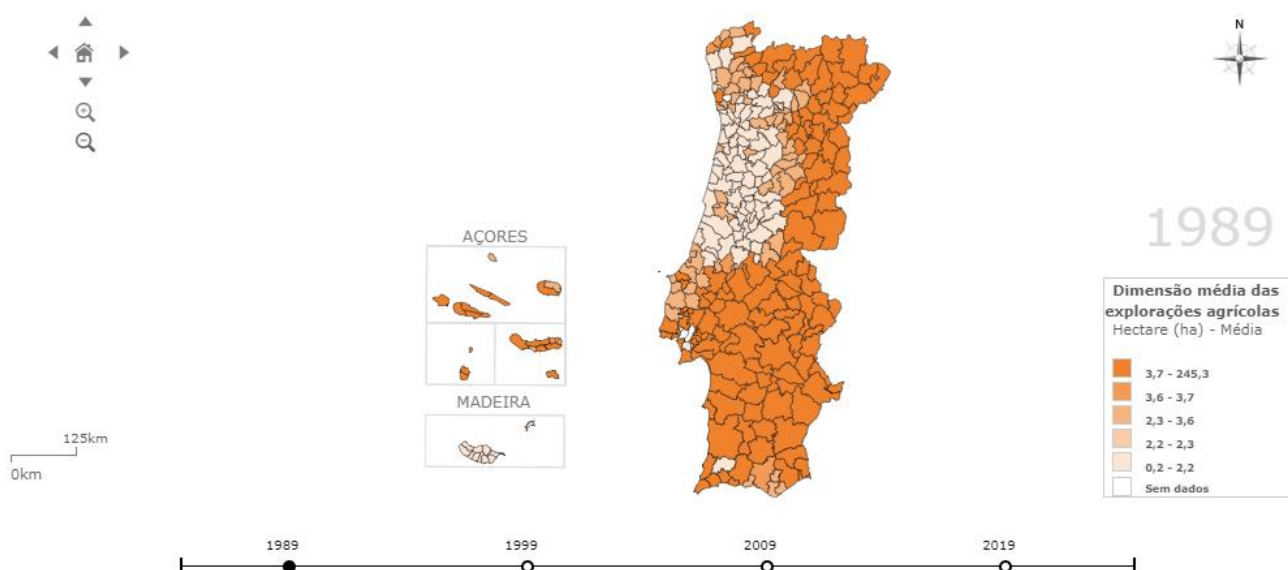 N
1989
AÇORES
MADEIRA
125km
0km
Dimensão média das
explorações agrícolas
Hectare (ha) - Média
3,7 - 245,3
3,6 - 3,7
2,3 - 3,6
2,2 - 2,3
0,2 - 2,2
Sem dados
1989 1999 2009 2019